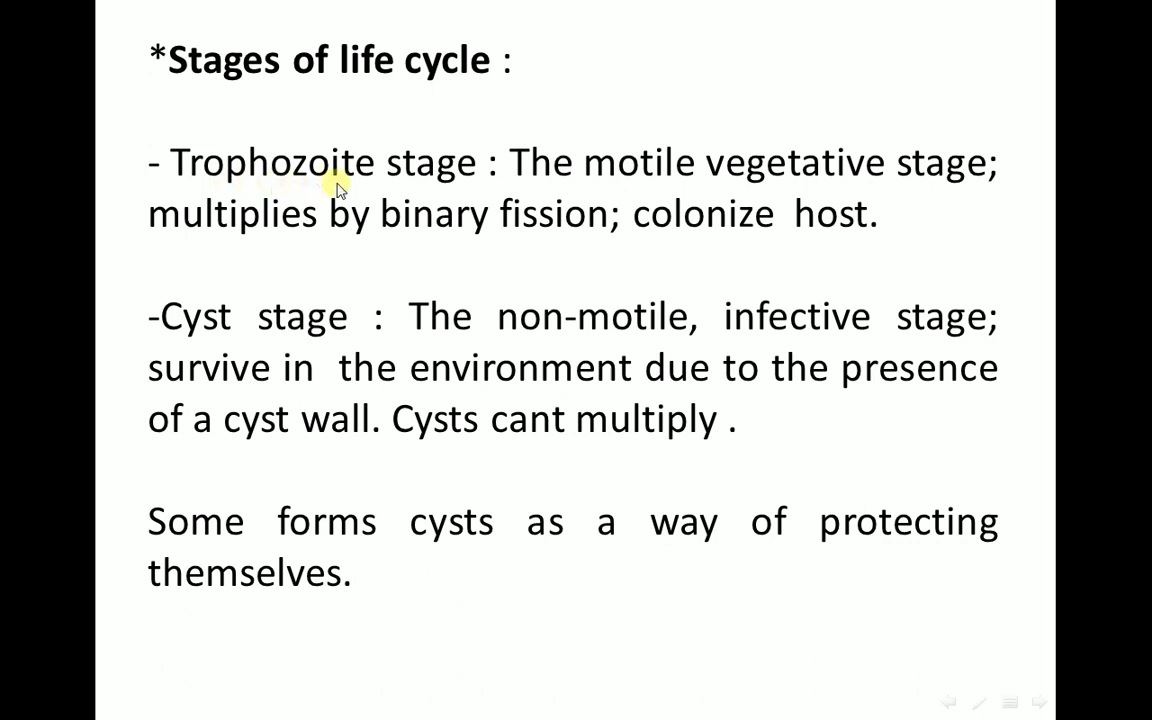 *Stages of life cycle :
- Trophozoite stage : The motile vegetative stage;
multiplies by binary fission; colonize host.
-Cyst stage : The non-motile, infective stage;
survive in the environment due to the presence
of a cyst wall. Cysts cant multiply .
Some forms cysts as a way of protecting
themselves.